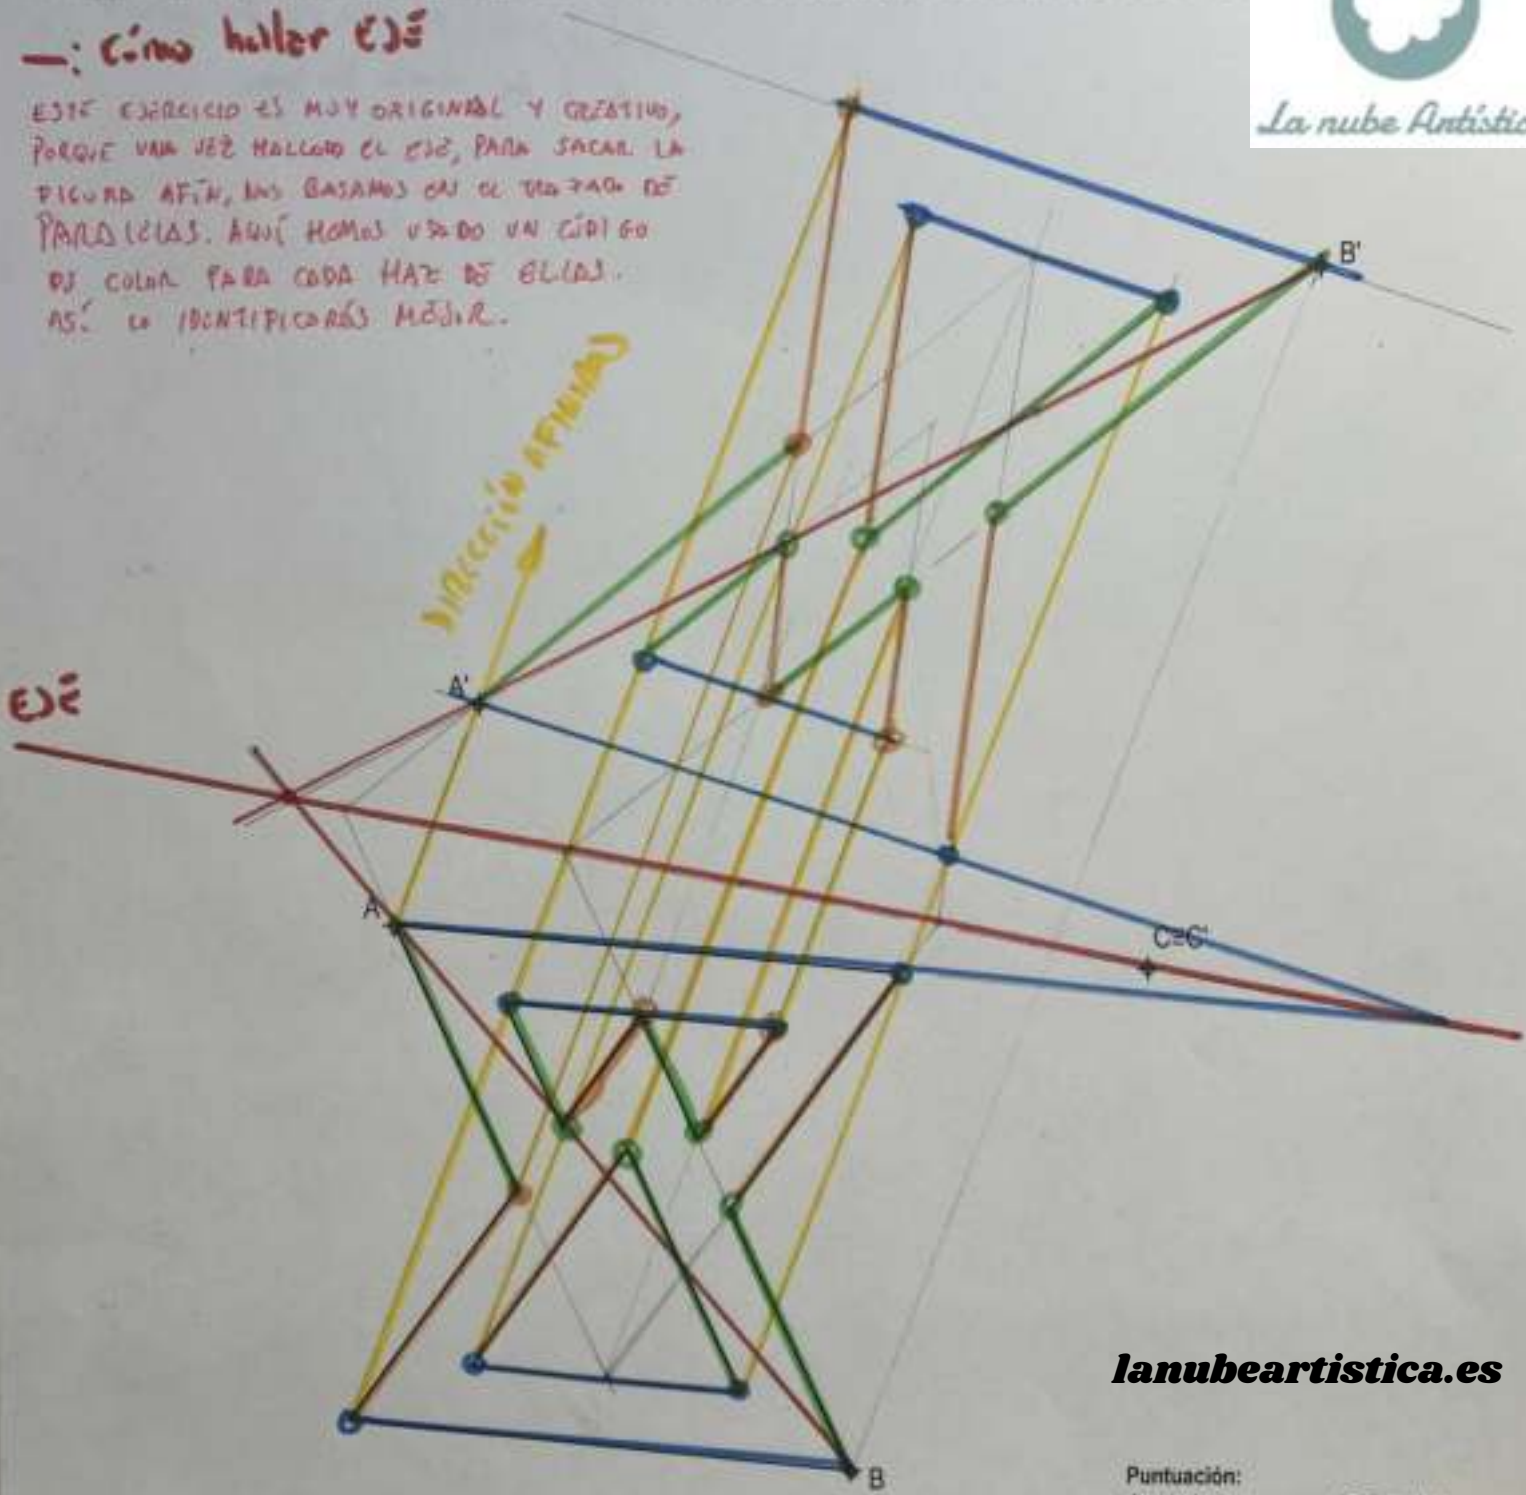 —: Cómo hallar EJE
ESTE EJERCICIO ES MUY ORIGINAL Y CREATIVO,
PORQUE UNA VEZ HALLADO EL EJE, PARA SACAR LA
FIGURA AFÍN, NOS BASAMOS EN EL TRAZADO DE
PARALELAS. AQUÍ HEMOS USADO UN CÓDIGO
DE COLOR PARA CADA HAZ DE ELLAS.
ASÍ LO IDENTIFICARÁS MEJOR.
La nube Artístic
B'
DIRECCIÓN AFINIDAD
A'
EJE
A
C≡C'
B
lanubeartistica.es
Puntuación: